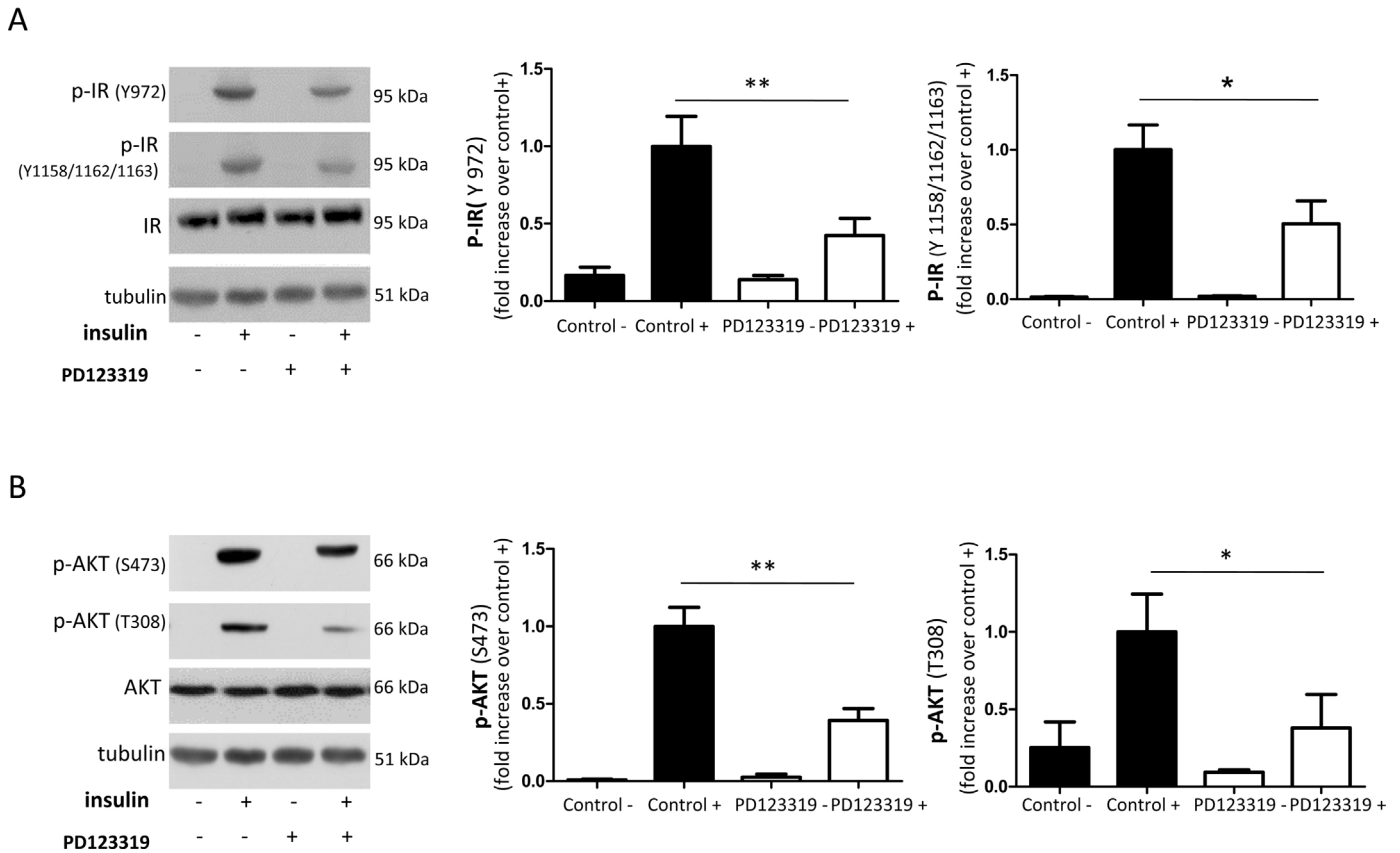 A
p-IR (Y972)
95 kDa
p-IR
(Y1158/1162/1163)
95 kDa
IR
95 kDa
tubulin
51 kDa
insulin - + - +
PD123319 - - + +
P-IR( Y 972)
(fold increase over control+)
1.5
1.0
0.5
0.0
**
Control - Control + PD123319 - PD123319 +
P-IR (Y 1158/1162/1163)
(fold increase over control +)
1.5
1.0
0.5
0.0
*
Control - Control + PD123319 - PD123319 +
B
p-AKT (S473)
66 kDa
p-AKT (T308)
66 kDa
AKT
66 kDa
tubulin
51 kDa
insulin - + - +
PD123319 - - + +
p-AKT (S473)
(fold increase over control +)
1.5
1.0
0.5
0.0
**
Control - Control + PD123319 - PD123319 +
p-AKT (T308)
(fold increase over control +)
1.5
1.0
0.5
0.0
*
Control - Control + PD123319 - PD123319 +